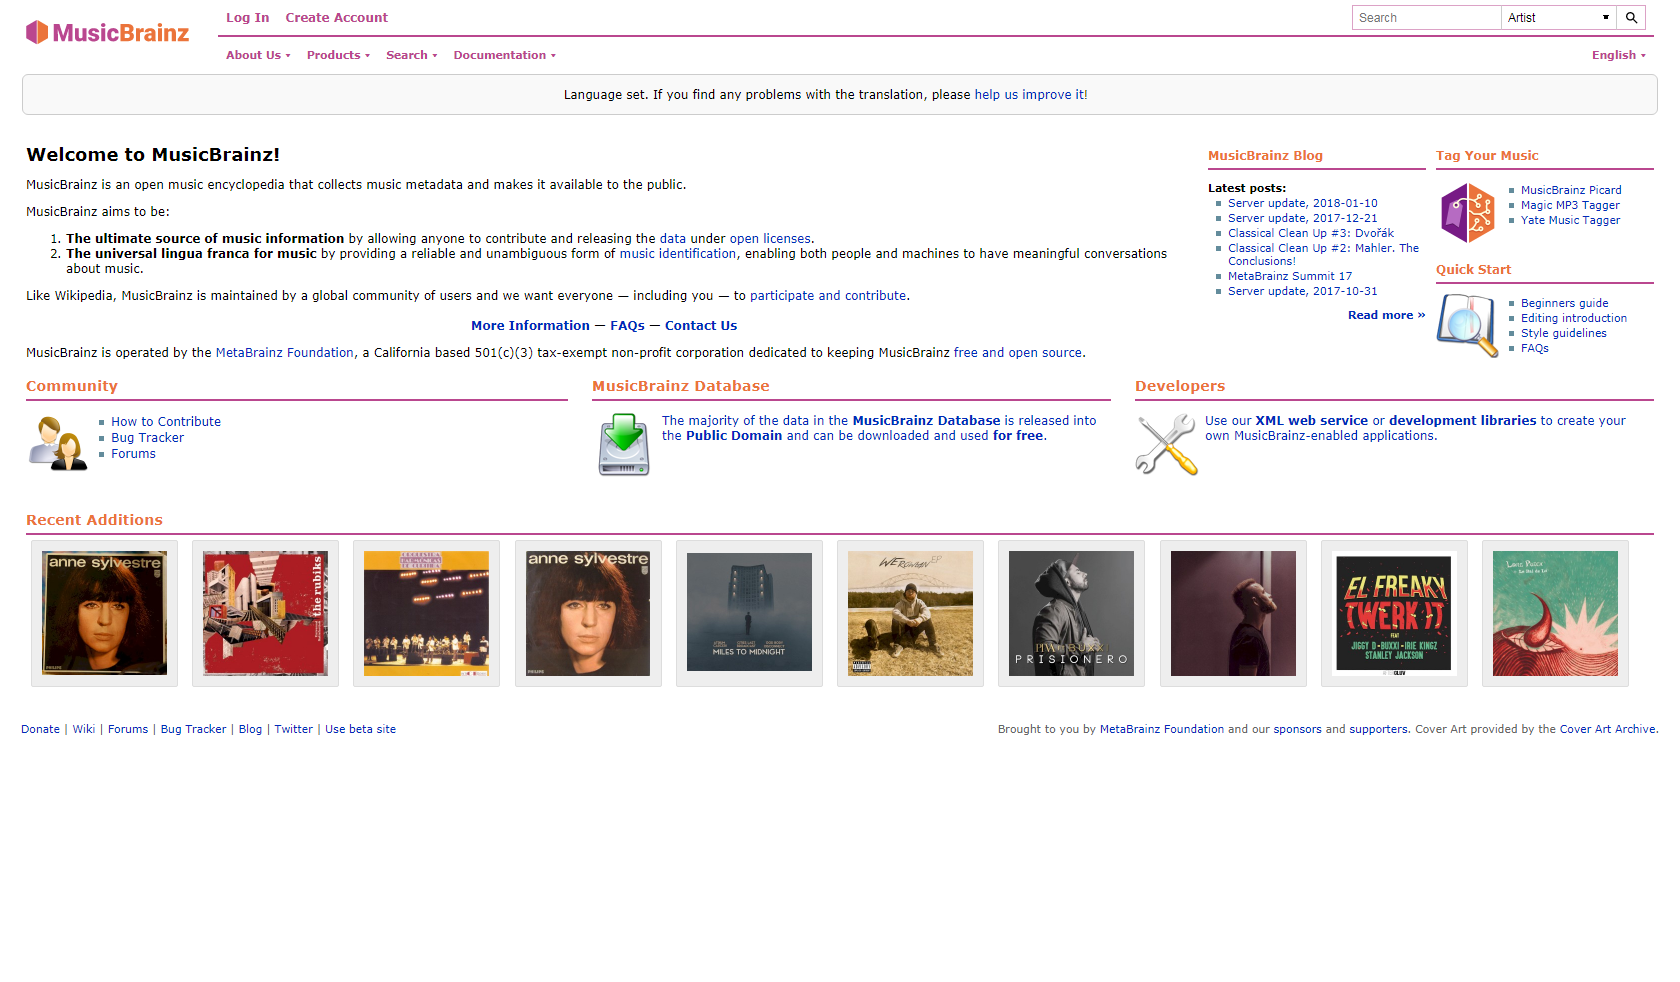 MusicBrainz
Log In Create Account
Search Artist
About Us Products Search Documentation English
Language set. If you find any problems with the translation, please help us improve it!
Welcome to MusicBrainz!
MusicBrainz is an open music encyclopedia that collects music metadata and makes it available to the public.
MusicBrainz aims to be:
1. The ultimate source of music information by allowing anyone to contribute and releasing the data under open licenses.
2. The universal lingua franca for music by providing a reliable and unambiguous form of music identification, enabling both people and machines to have meaningful conversations
about music.
Like Wikipedia, MusicBrainz is maintained by a global community of users and we want everyone — including you — to participate and contribute.
More Information — FAQs — Contact Us
MusicBrainz is operated by the MetaBrainz Foundation, a California based 501(c)(3) tax-exempt non-profit corporation dedicated to keeping MusicBrainz free and open source.
MusicBrainz Blog
Latest posts:
Server update, 2018-01-10
Server update, 2017-12-21
Classical Clean Up #3: Dvořák
Classical Clean Up #2: Mahler. The
Conclusions!
MetaBrainz Summit 17
Server update, 2017-10-31
Read more »
Tag Your Music
MusicBrainz Picard
Magic MP3 Tagger
Yate Music Tagger
Quick Start
Beginners guide
Editing introduction
Style guidelines
FAQs
Community
How to Contribute
Bug Tracker
Forums
MusicBrainz Database
The majority of the data in the MusicBrainz Database is released into
the Public Domain and can be downloaded and used for free.
Developers
Use our XML web service or development libraries to create your
own MusicBrainz-enabled applications.
Recent Additions
anne sylvestre
PHILIPS
the rubiks
anne sylvestre
PHILIPS
MILES TO MIDNIGHT
WE
EP
PRISIONERO
EL FREAKY
TWERK IT
FEAT
JIGGY D - BUXXI - IRIE KINGZ
STANLEY JACKSON
Donate | Wiki | Forums | Bug Tracker | Blog | Twitter | Use beta site
Brought to you by MetaBrainz Foundation and our sponsors and supporters. Cover Art provided by the Cover Art Archive.